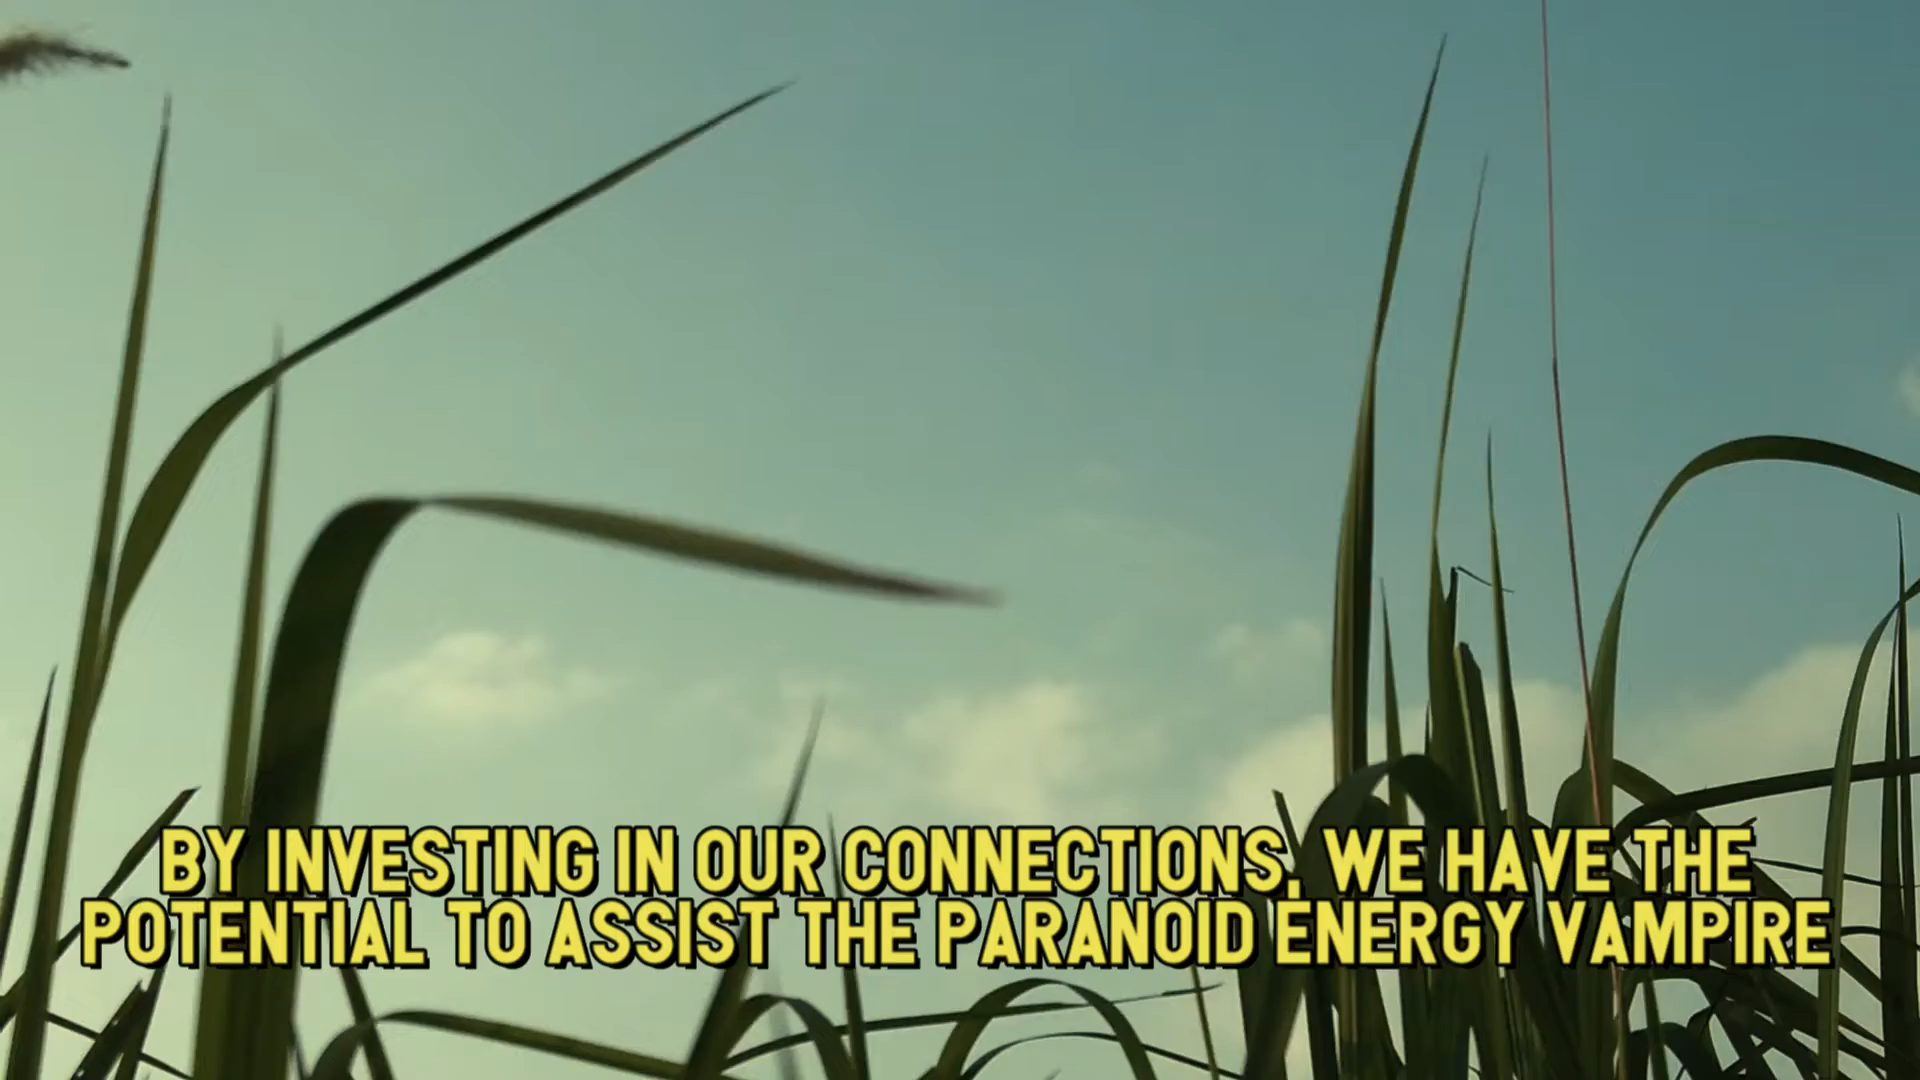 BY INVESTING IN OUR CONNECTIONS, WE HAVE THE
POTENTIAL TO ASSIST THE PARANOID ENERGY VAMPIRE